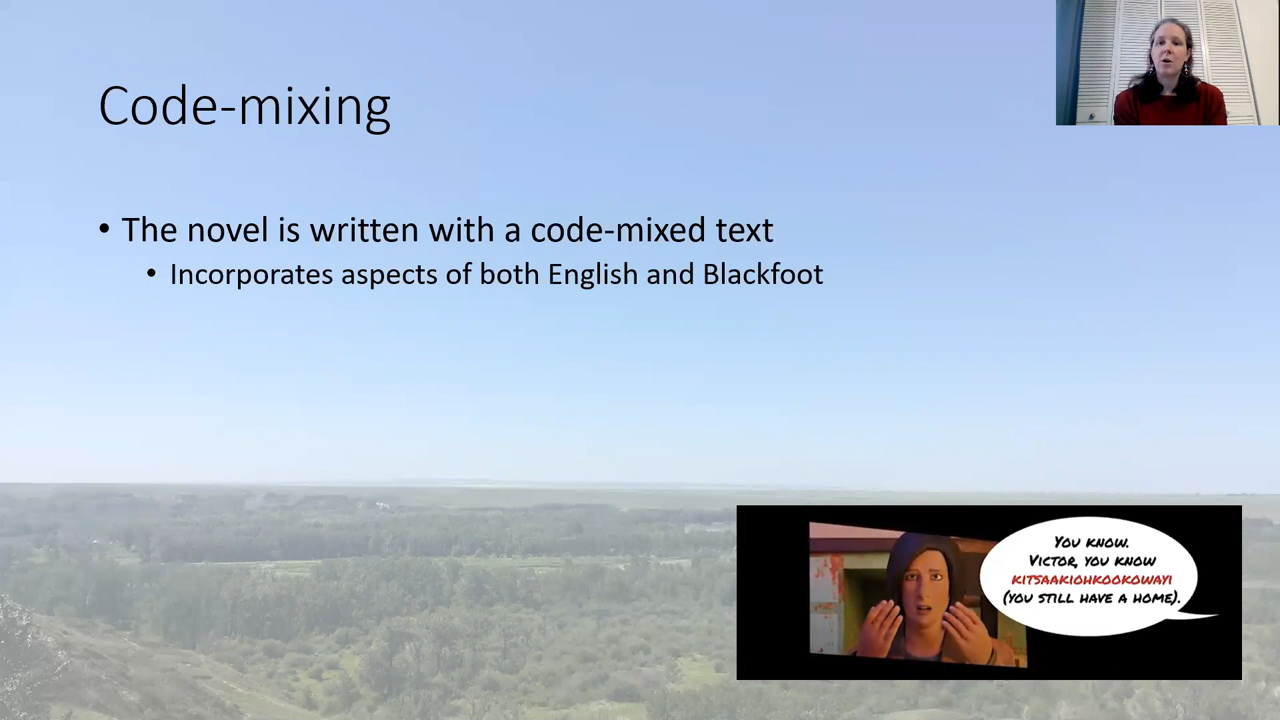 Code-mixing
• The novel is written with a code-mixed text
• Incorporates aspects of both English and Blackfoot
YOU KNOW.
VICTOR, YOU KNOW
KITSAAKIOHKOOKOWAYI
(YOU STILL HAVE A HOME).